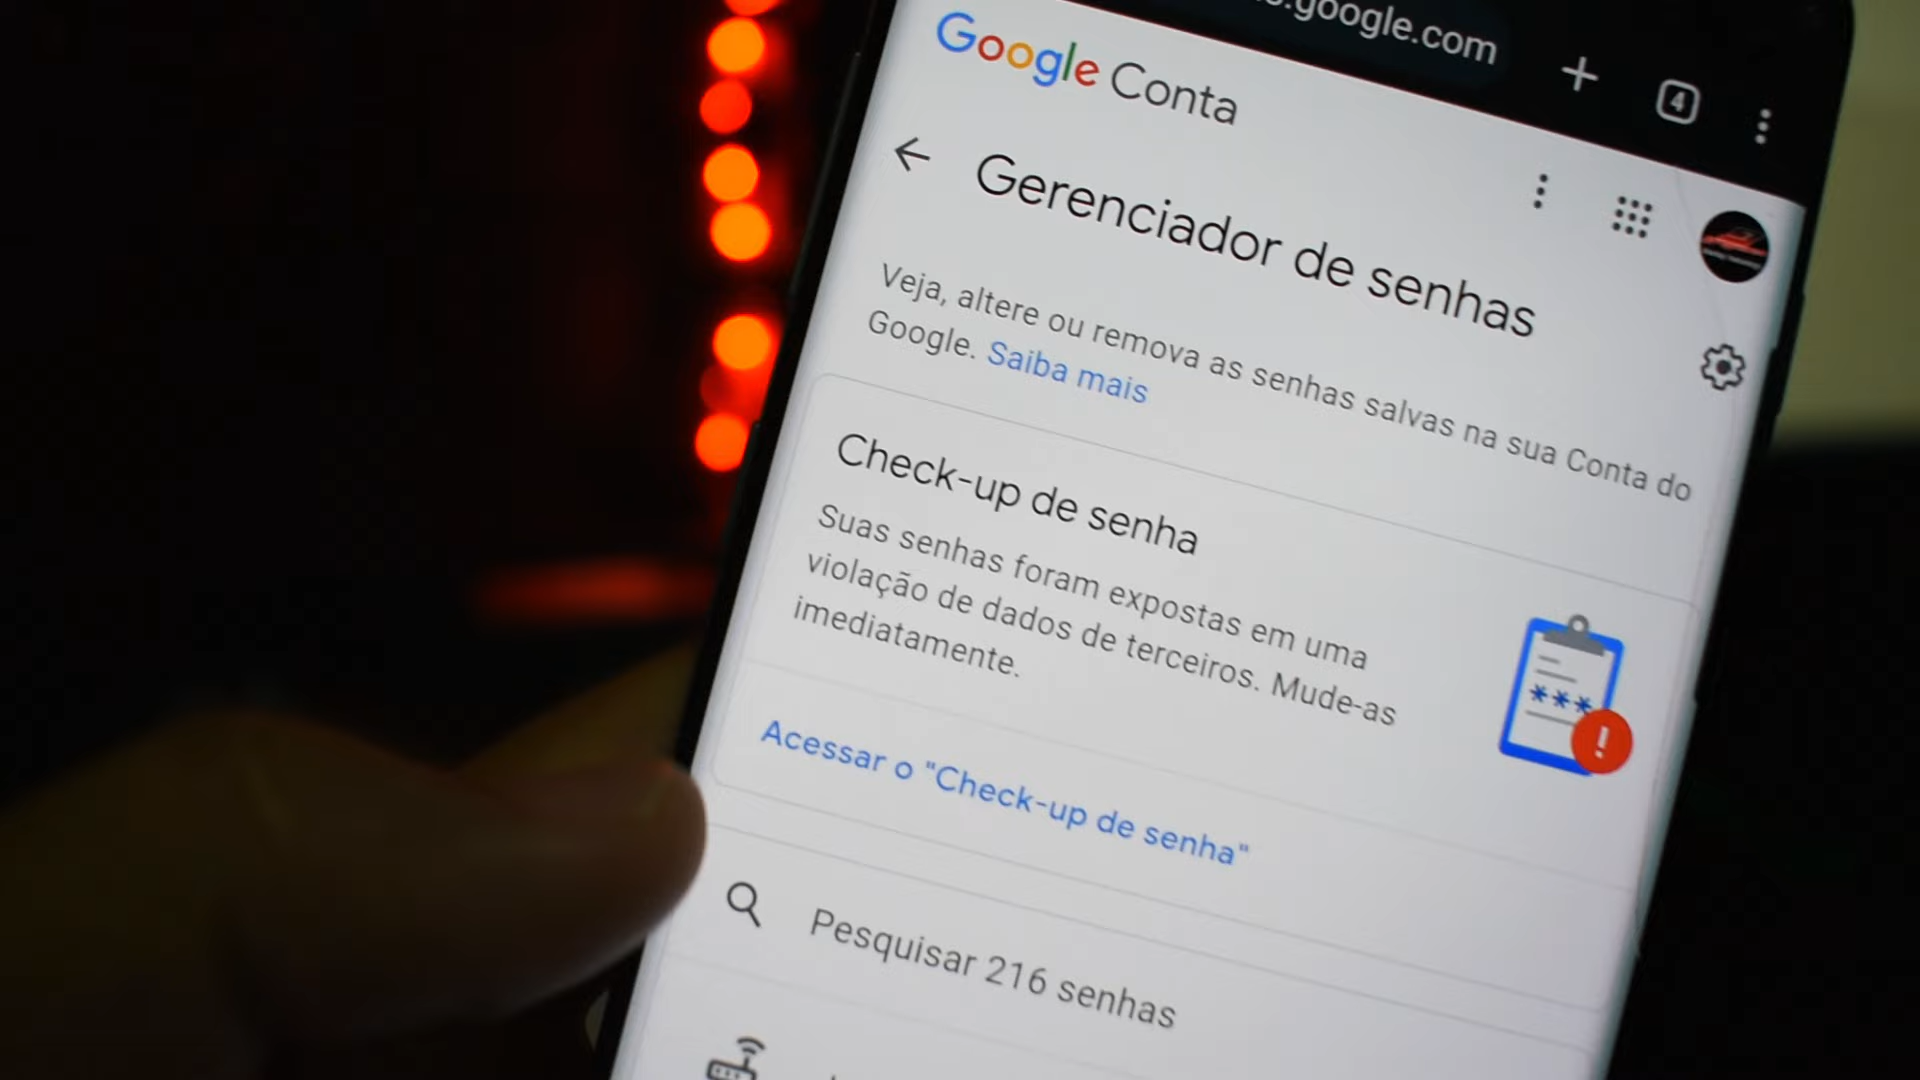 .google.com
4
Google Conta
Gerenciador de senhas
Veja, altere ou remova as senhas salvas na sua Conta do
Google. Saiba mais
Check-up de senha
Suas senhas foram expostas em uma
violação de dados de terceiros. Mude-as
imediatamente.
***
!
Acessar o "Check-up de senha"
Pesquisar 216 senhas